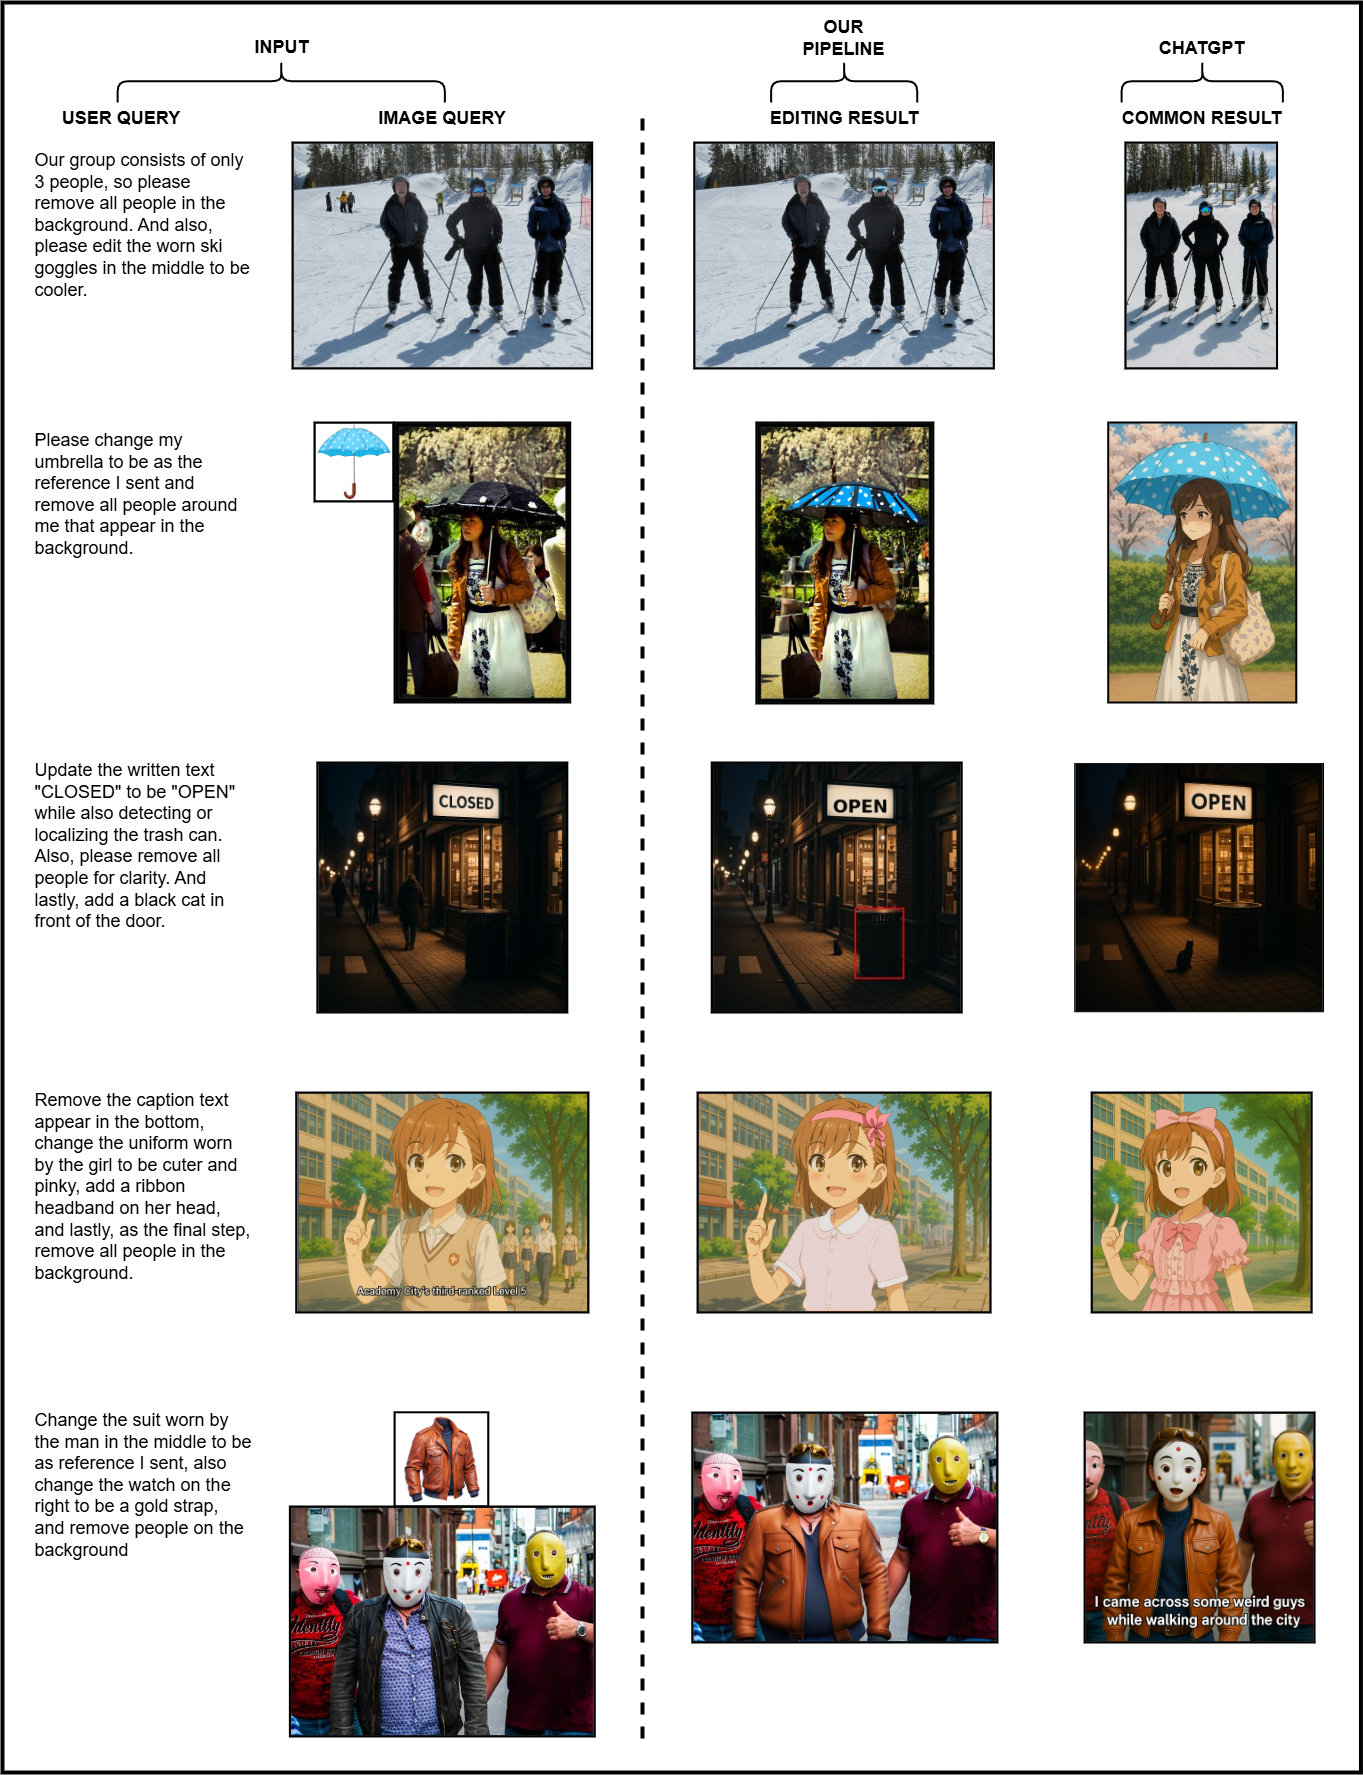 INPUT
OUR
PIPELINE
CHATGPT
USER QUERY
IMAGE QUERY
EDITING RESULT
COMMON RESULT
Our group consists of only
3 people, so please
remove all people in the
background. And also,
please edit the worn ski
goggles in the middle to be
cooler.
Please change my
umbrella to be as the
reference I sent and
remove all people around
me that appear in the
background.
Update the written text
"CLOSED" to be "OPEN"
while also detecting or
localizing the trash can.
Also, please remove all
people for clarity. And
lastly, add a black cat in
front of the door.
CLOSED
OPEN
OPEN
Remove the caption text
appear in the bottom,
change the uniform worn
by the girl to be cuter and
pinky, add a ribbon
headband on her head,
and lastly, as the final step,
remove all people in the
background.
Academy City's third-ranked Level 5
Change the suit worn by
the man in the middle to be
as reference I sent, also
change the watch on the
right to be a gold strap,
and remove people on the
background
Identity
Identity
I came across some weird guys
while walking around the city